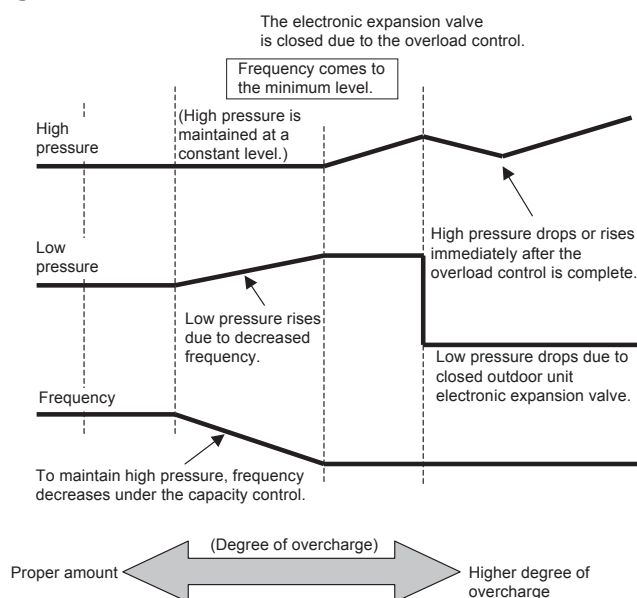 The electronic expansion valve
is closed due to the overload control.
Frequency comes to
the minimum level.
(High pressure is
maintained at a
constant level.)
High
pressure
High pressure drops or rises
immediately after the
overload control is complete.
Low
pressure
Low pressure rises
due to decreased
frequency.
Low pressure drops due to
closed outdoor unit
electronic expansion valve.
Frequency
To maintain high pressure, frequency
decreases under the capacity control.
(Degree of overcharge)
Proper amount
Higher degree of
overcharge